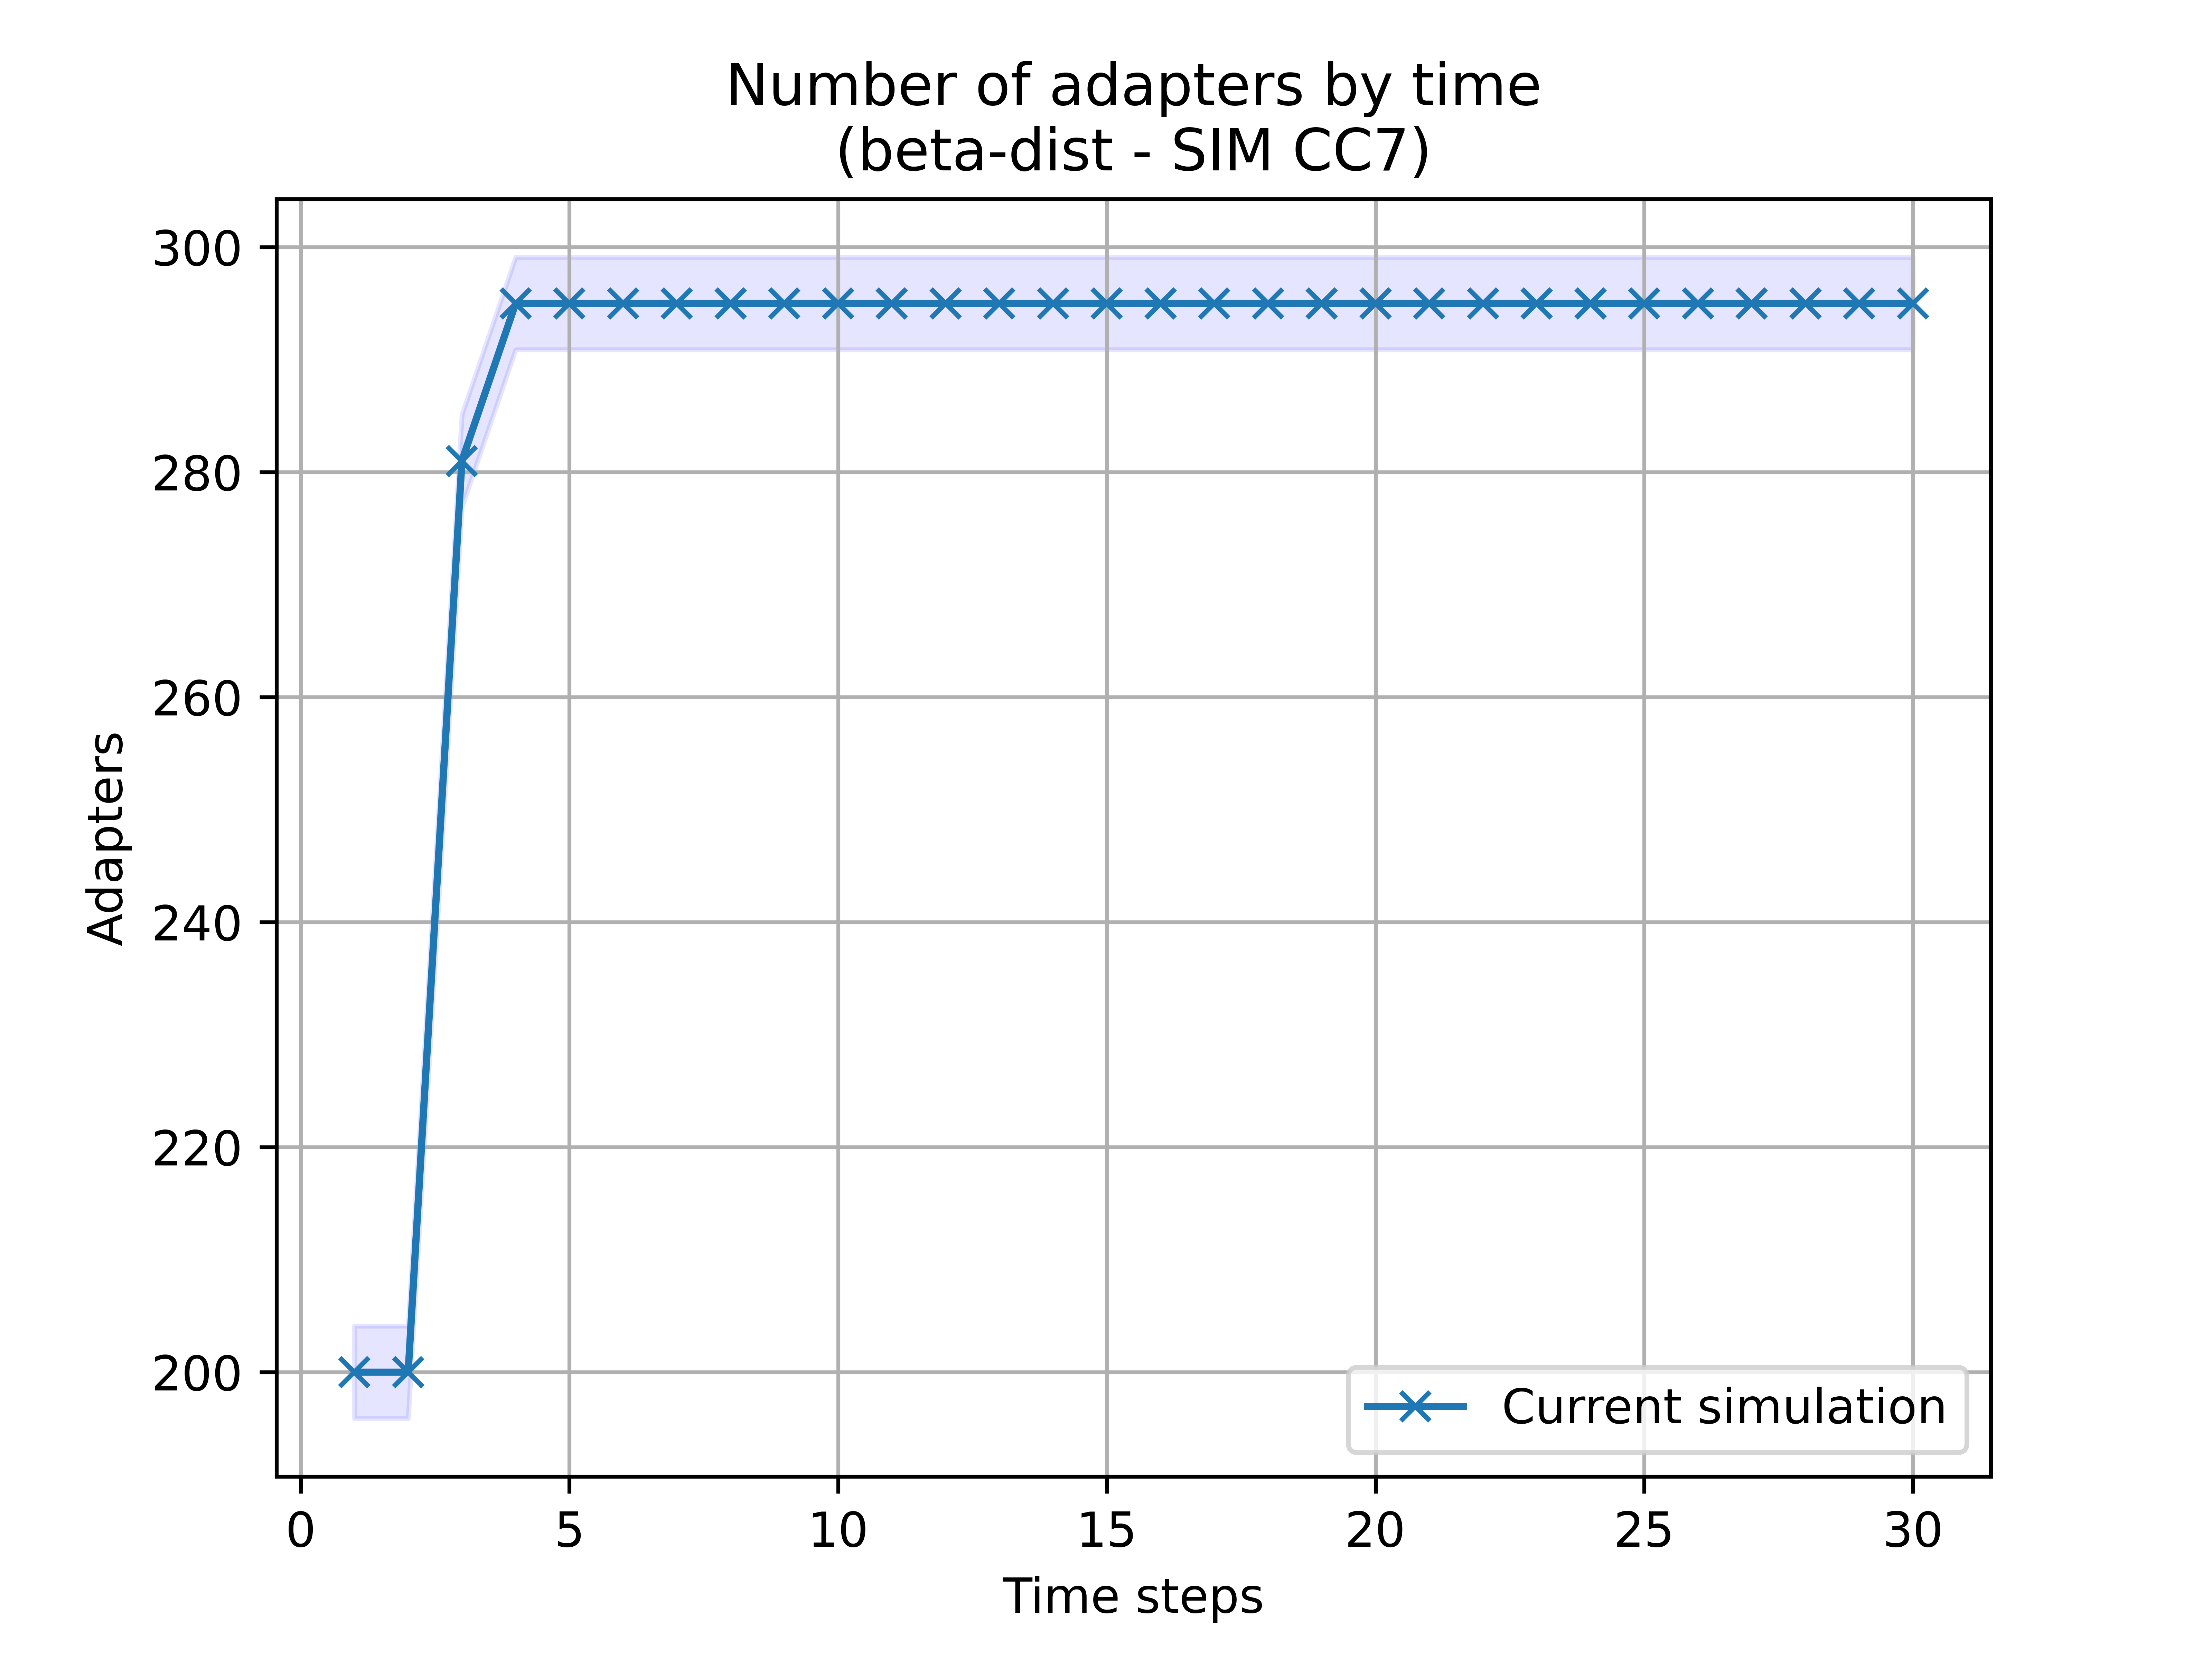 Number of adapters by time
(beta-dist - SIM CC7)
300
280
260
240
220
200
Adapters
Current simulation
0 5 10 15 20 25 30
Time steps